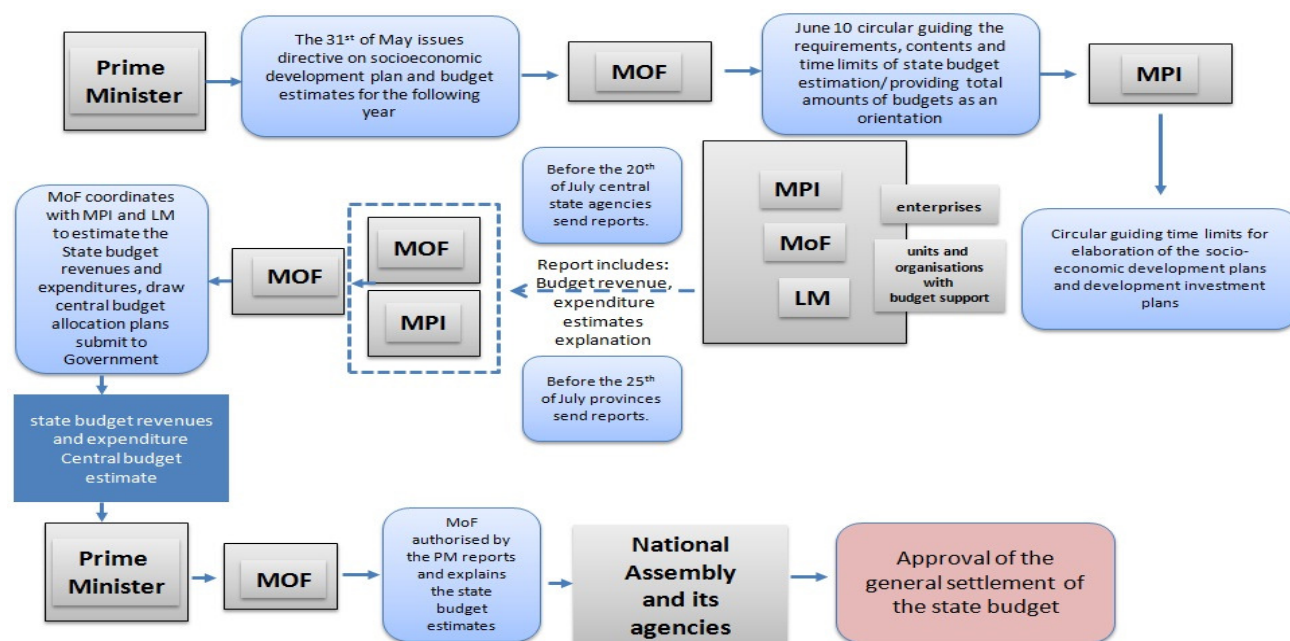 Prime
Minister
The 31st of May issues
directive on socioeconomic
development plan and budget
estimates for the following
year
MOF
June 10 circular guiding the
requirements, contents and
time limits of state budget
estimation/ providing total
amounts of budgets as an
orientation
MPI
Circular guiding time limits for
elaboration of the socio-
economic development plans
and development investment
plans
MPI
MoF
LM
enterprises
units and
organisations
with
budget support
Before the 20th
of July central
state agencies
send reports.
Report includes:
Budget revenue,
expenditure
estimates
explanation
Before the 25th
of July provinces
send reports.
MOF
MPI
MOF
MoF coordinates
with MPI and LM
to estimate the
State budget
revenues and
expenditures, draw
central budget
allocation plans
submit to
Government
state budget revenues
and expenditure
Central budget
estimate
Prime
Minister
MOF
MoF
authorised by
the PM reports
and explains
the state
budget
estimates
National
Assembly
and its
agencies
Approval of the
general settlement of
the state budget